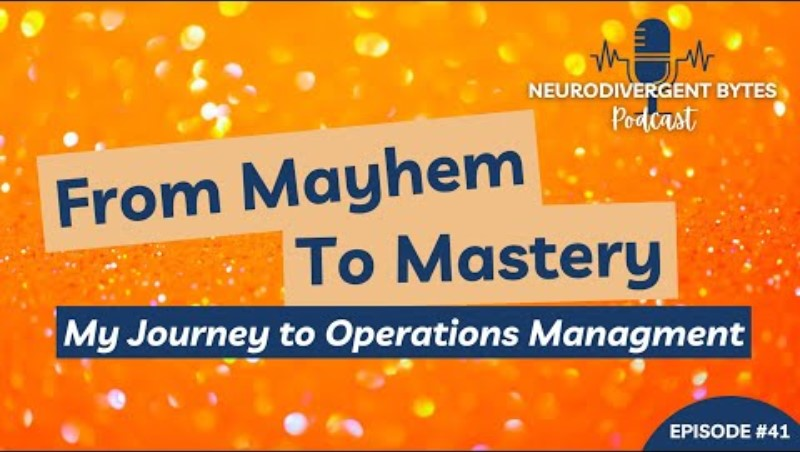 NEURODIVERGENT BYTES
Podcast
From Mayhem
To Mastery
My Journey to Operations Managment
EPISODE #41